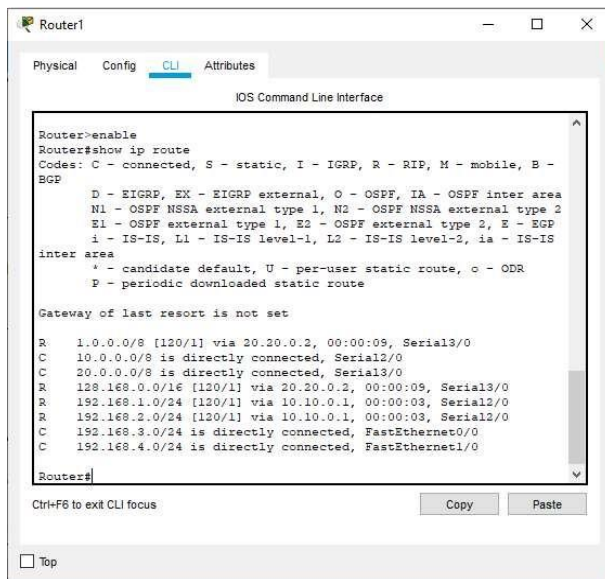 Router1
Physical Config CLI Attributes
IOS Command Line Interface
Router>enable
Router#show ip route
Codes: C - connected, S - static, I - IGRP, R - RIP, M - mobile, B -
BGP
D - EIGRP, EX - EIGRP external, O - OSPF, IA - OSPF inter area
N1 - OSPF NSSA external type 1, N2 - OSPF NSSA external type 2
E1 - OSPF external type 1, E2 - OSPF external type 2, E - EGP
i - IS-IS, L1 - IS-IS level-1, L2 - IS-IS level-2, ia - IS-IS
inter area
* - candidate default, U - per-user static route, o - ODR
P - periodic downloaded static route
Gateway of last resort is not set
R 1.0.0.0/8 [120/1] via 20.20.0.2, 00:00:09, Serial3/0
C 10.0.0.0/8 is directly connected, Serial2/0
C 20.0.0.0/8 is directly connected, Serial3/0
R 128.168.0.0/16 [120/1] via 20.20.0.2, 00:00:09, Serial3/0
R 192.168.1.0/24 [120/1] via 10.10.0.1, 00:00:03, Serial2/0
R 192.168.2.0/24 [120/1] via 10.10.0.1, 00:00:03, Serial2/0
C 192.168.3.0/24 is directly connected, FastEthernet0/0
C 192.168.4.0/24 is directly connected, FastEthernet1/0
Router#
Ctrl+F6 to exit CLI focus Copy Paste
Top